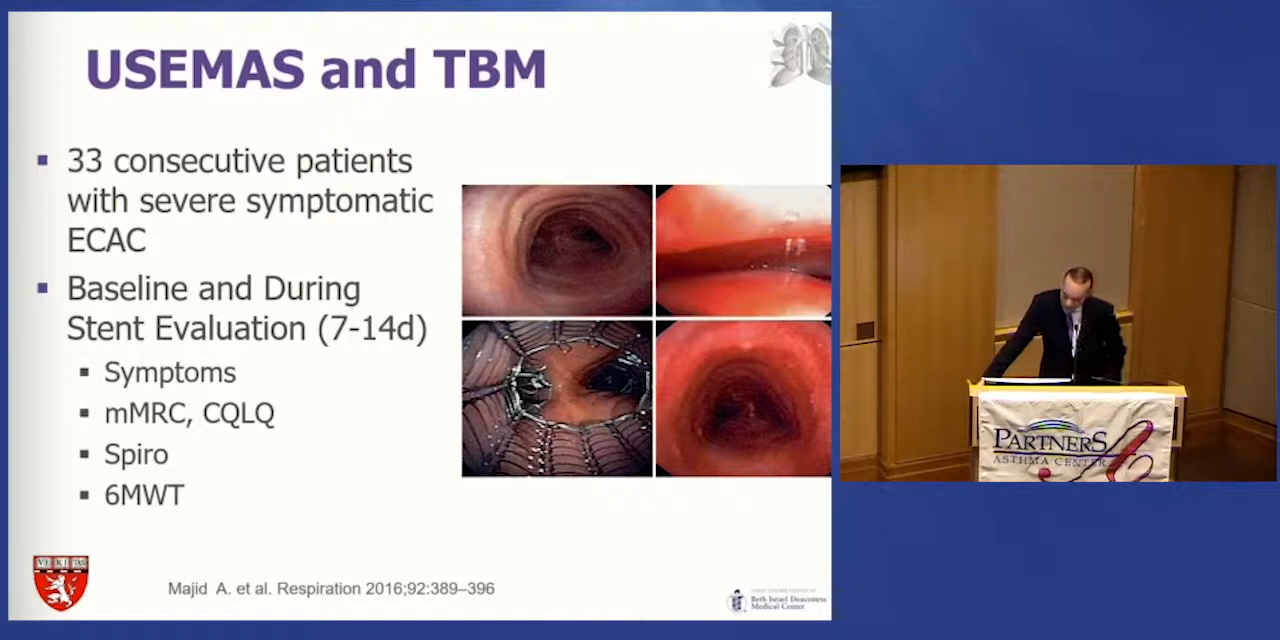 USEMAS and TBM
▪ 33 consecutive patients
with severe symptomatic
ECAC
▪ Baseline and During
Stent Evaluation (7-14d)
▪ Symptoms
▪ mMRC, CQLQ
▪ Spiro
▪ 6MWT
VE RI TAS
Majid A. et al. Respiration 2016;92:389–396
Beth Israel Deaconess
Medical Center
PARTNERS
ASTHMA CENTER